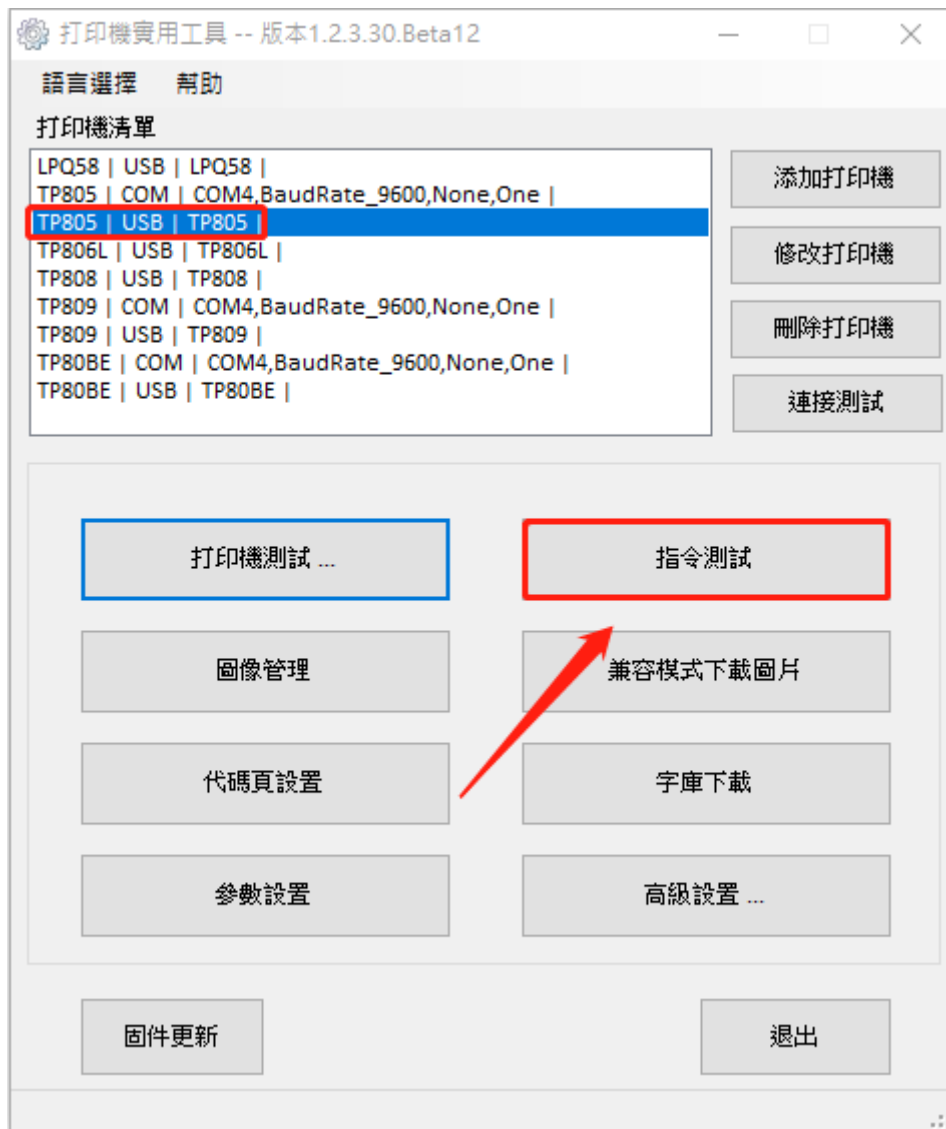 打印機實用工具 -- 版本1.2.3.30.Beta12
語言選擇 幫助
打印機清單
LPQ58 | USB | LPQ58 |
TP805 | COM | COM4,BaudRate_9600,None,One |
TP805 | USB | TP805 |
TP806L | USB | TP806L |
TP808 | USB | TP808 |
TP809 | COM | COM4,BaudRate_9600,None,One |
TP809 | USB | TP809 |
TP80BE | COM | COM4,BaudRate_9600,None,One |
TP80BE | USB | TP80BE |
添加打印機
修改打印機
刪除打印機
連接測試
打印機測試 ...
指令測試
圖像管理
兼容模式下載圖片
代碼頁設置
字庫下載
參數設置
高級設置 ...
固件更新
退出